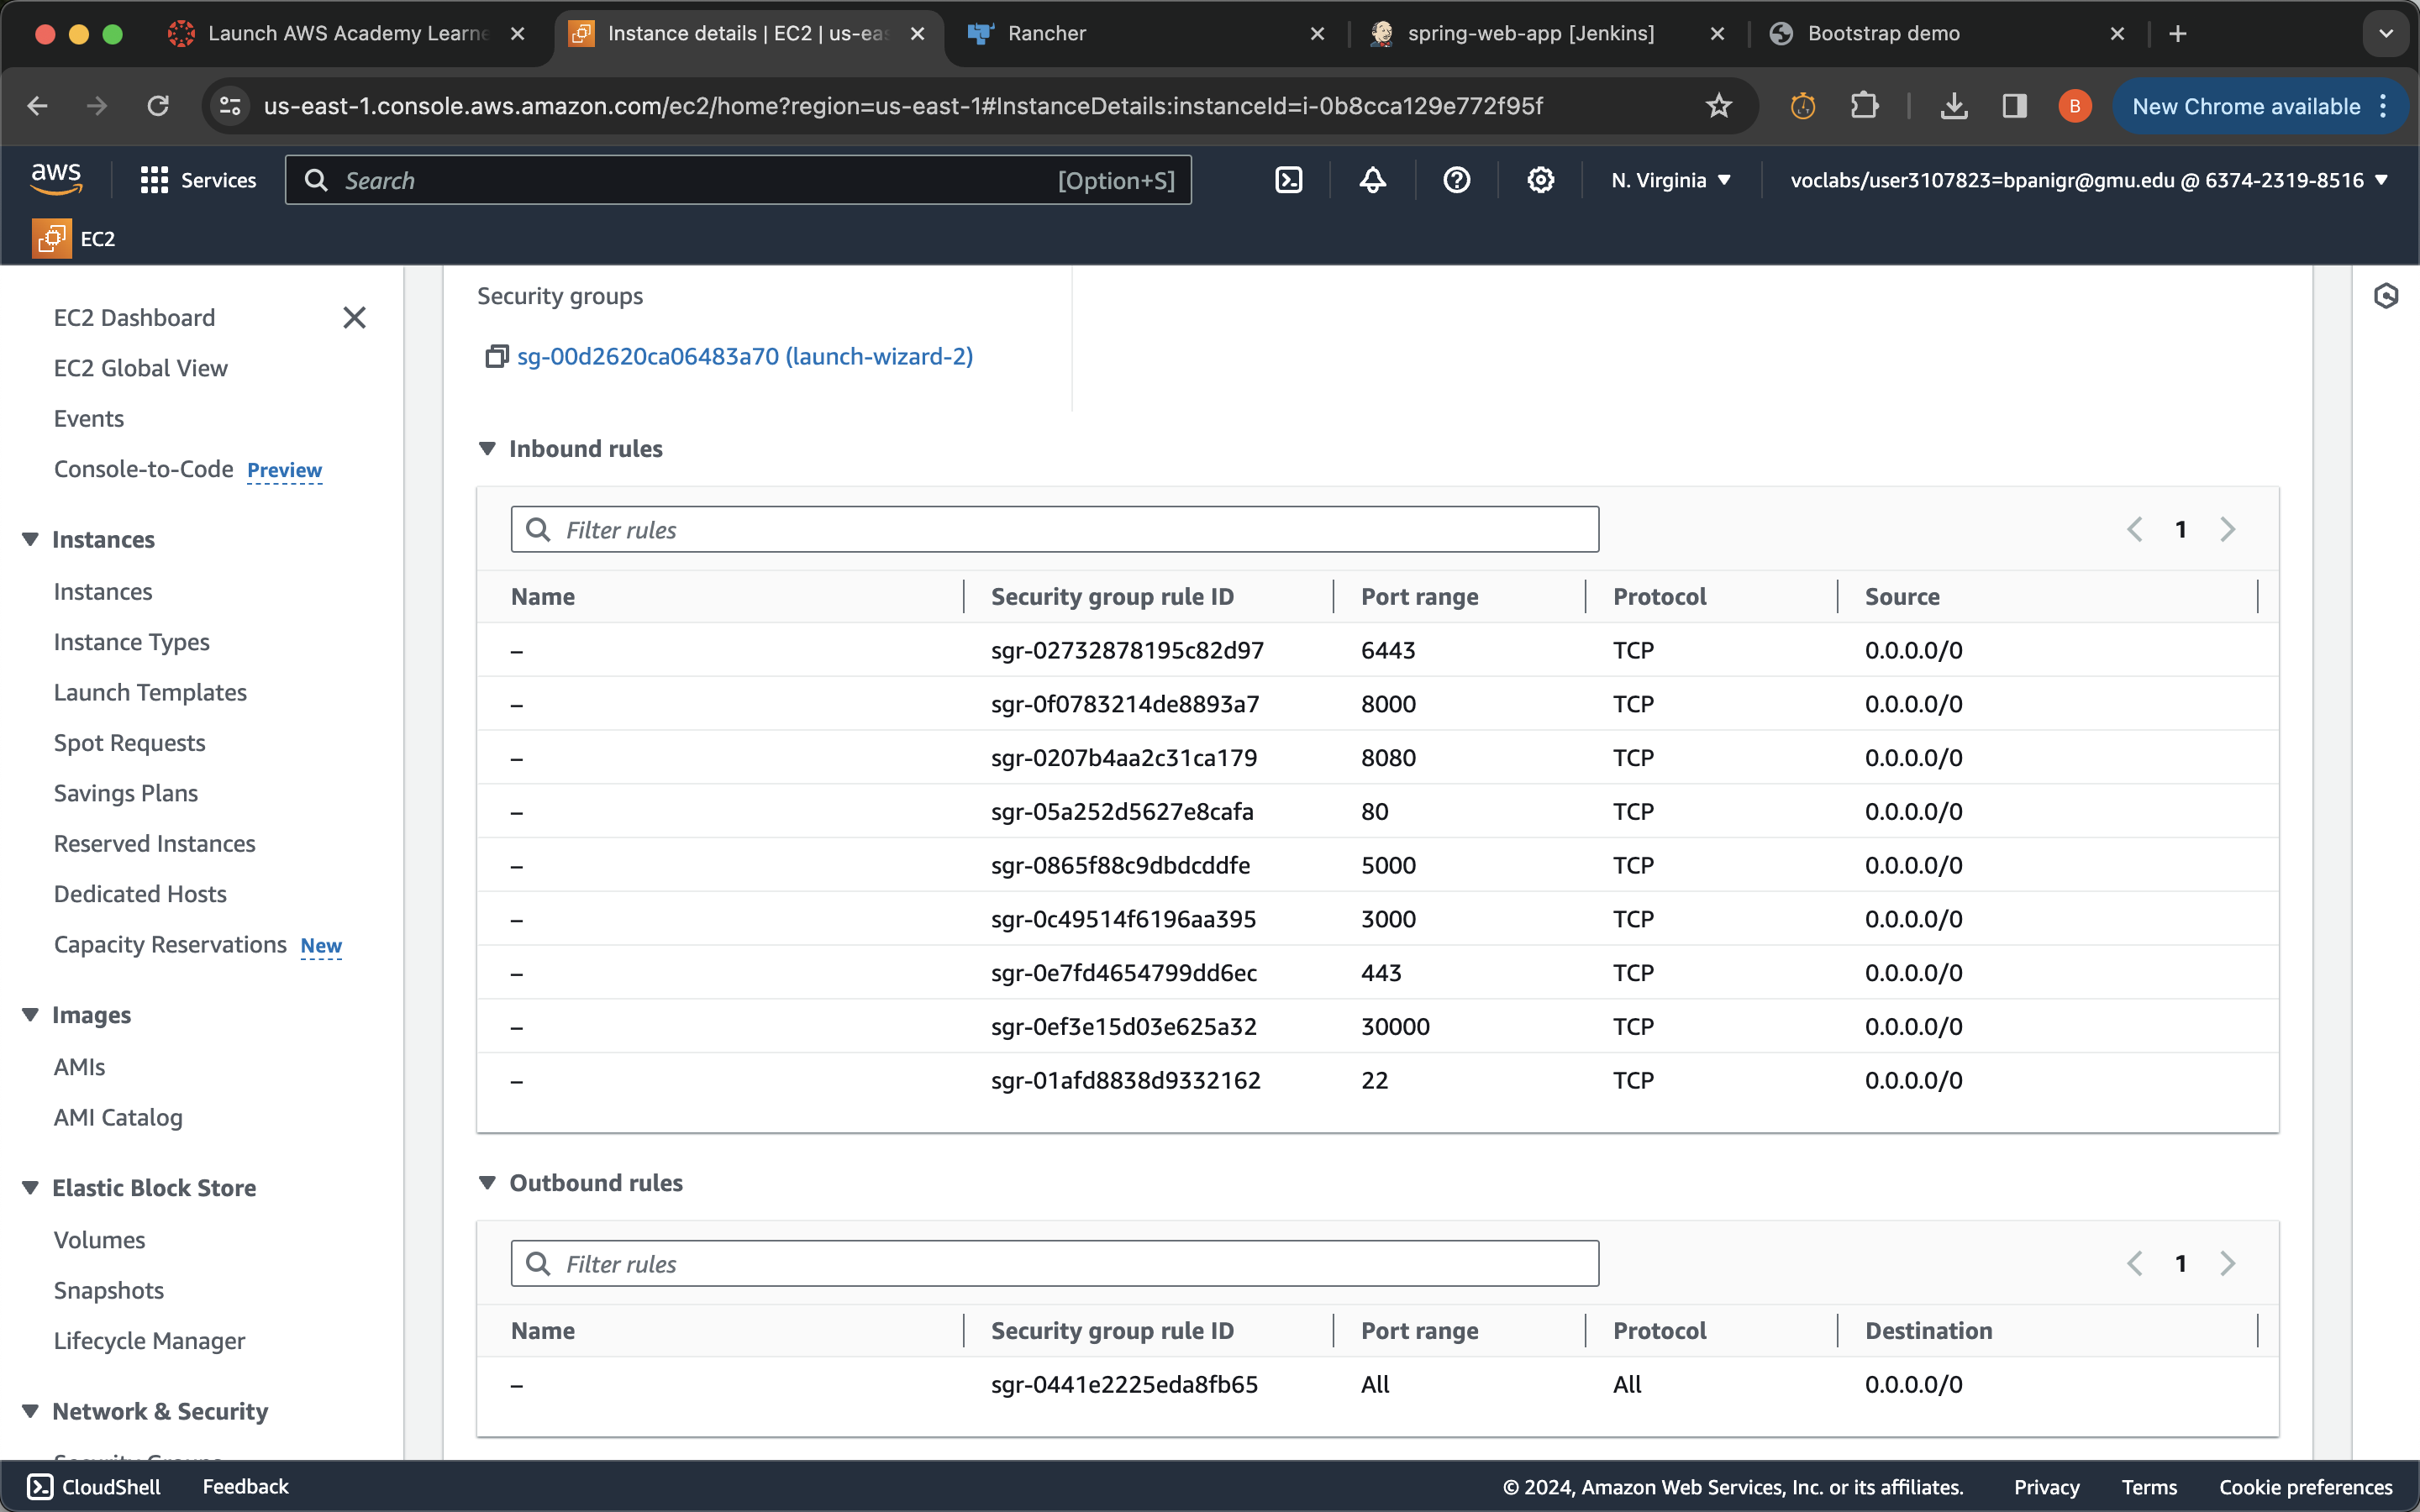 Launch AWS Academy Learne
Instance details | EC2 | us-eas
Rancher
spring-web-app [Jenkins]
Bootstrap demo
us-east-1.console.aws.amazon.com/ec2/home?region=us-east-1#InstanceDetails:instanceId=i-0b8cca129e772f95f
B
New Chrome available
aws
Services
Search
[Option+S]
N. Virginia
voclabs/user3107823=bpanigr@gmu.edu @ 6374-2319-8516
EC2
EC2 Dashboard
EC2 Global View
Events
Console-to-Code Preview
Instances
Instances
Instance Types
Launch Templates
Spot Requests
Savings Plans
Reserved Instances
Dedicated Hosts
Capacity Reservations New
Images
AMIs
AMI Catalog
Elastic Block Store
Volumes
Snapshots
Lifecycle Manager
Network & Security
Security Groups
Security groups
sg-00d2620ca06483a70 (launch-wizard-2)
Inbound rules
Filter rules
1
Name Security group rule ID Port range Protocol Source
– sgr-02732878195c82d97 6443 TCP 0.0.0.0/0
– sgr-0f0783214de8893a7 8000 TCP 0.0.0.0/0
– sgr-0207b4aa2c31ca179 8080 TCP 0.0.0.0/0
– sgr-05a252d5627e8cafa 80 TCP 0.0.0.0/0
– sgr-0865f88c9dbdcddfe 5000 TCP 0.0.0.0/0
– sgr-0c49514f6196aa395 3000 TCP 0.0.0.0/0
– sgr-0e7fd4654799dd6ec 443 TCP 0.0.0.0/0
– sgr-0ef3e15d03e625a32 30000 TCP 0.0.0.0/0
– sgr-01afd8838d9332162 22 TCP 0.0.0.0/0
Outbound rules
Filter rules
1
Name Security group rule ID Port range Protocol Destination
– sgr-0441e2225eda8fb65 All All 0.0.0.0/0
CloudShell
Feedback
© 2024, Amazon Web Services, Inc. or its affiliates.
Privacy
Terms
Cookie preferences